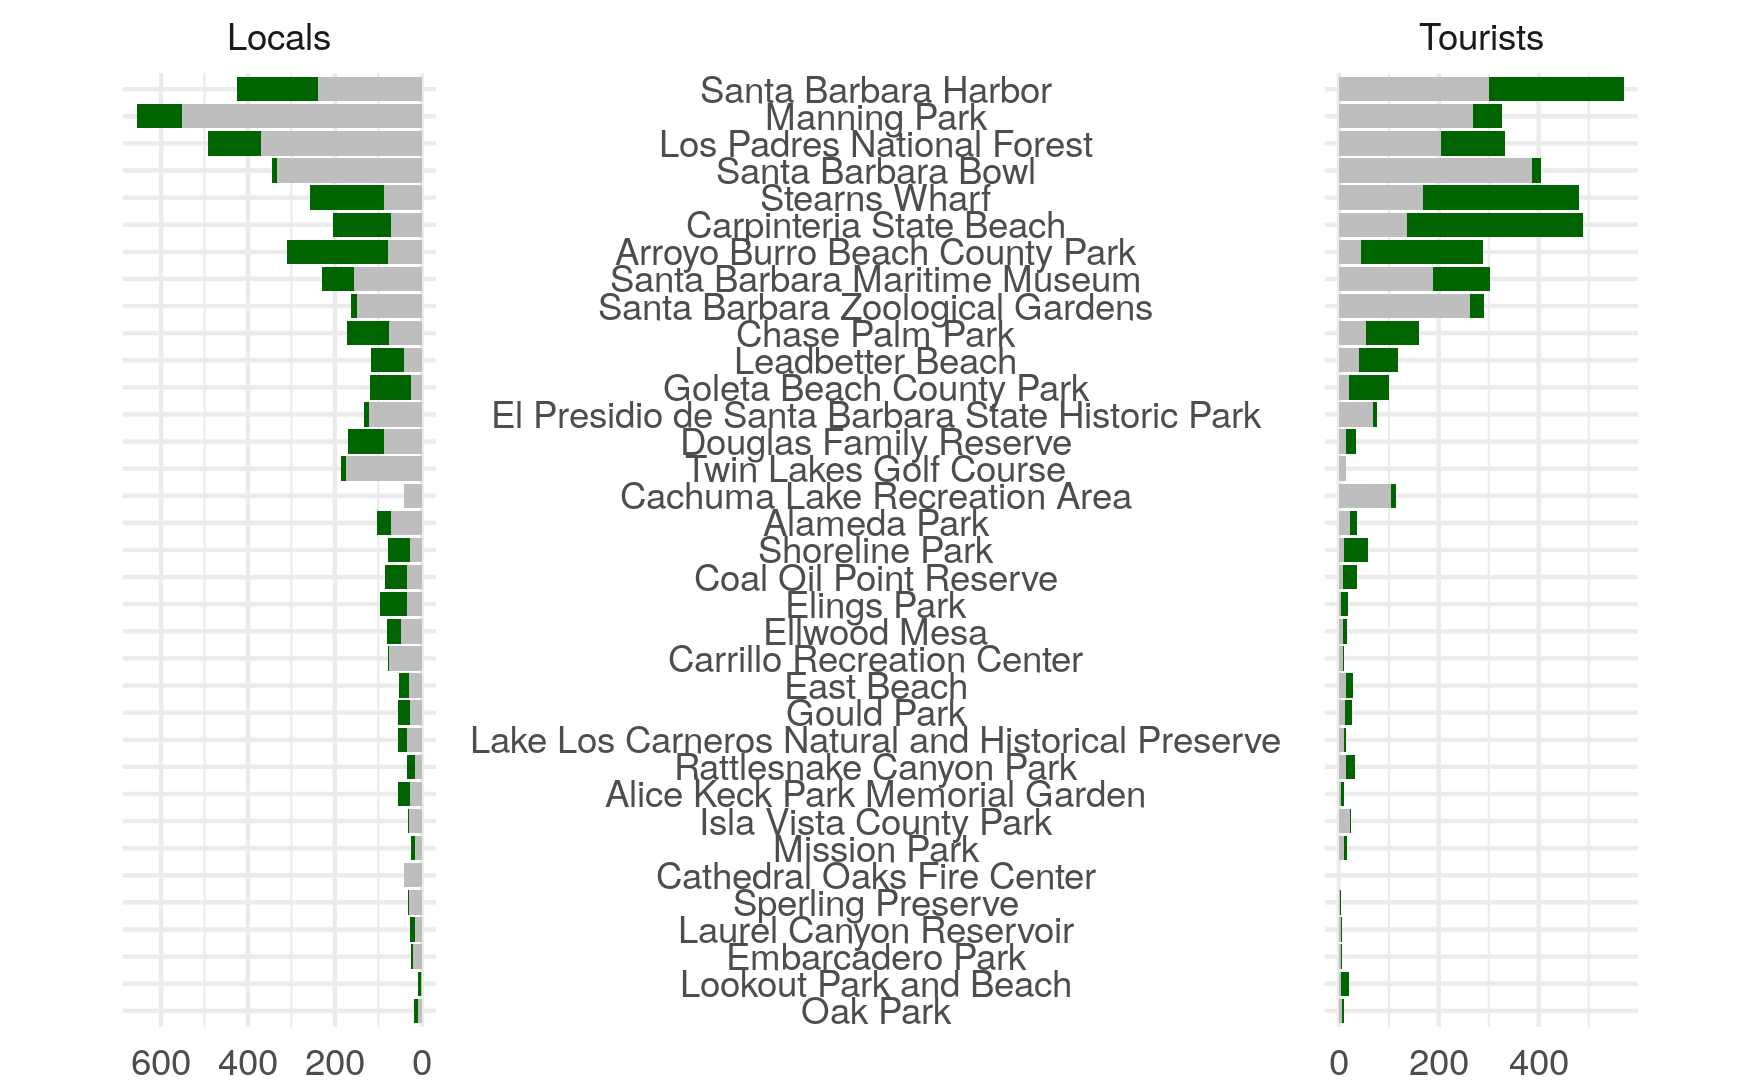 Locals
Tourists
Santa Barbara Harbor
Manning Park
Los Padres National Forest
Santa Barbara Bowl
Stearns Wharf
Carpinteria State Beach
Arroyo Burro Beach County Park
Santa Barbara Maritime Museum
Santa Barbara Zoological Gardens
Chase Palm Park
Leadbetter Beach
Goleta Beach County Park
El Presidio de Santa Barbara State Historic Park
Douglas Family Reserve
Twin Lakes Golf Course
Cachuma Lake Recreation Area
Alameda Park
Shoreline Park
Coal Oil Point Reserve
Elings Park
Ellwood Mesa
Carrillo Recreation Center
East Beach
Gould Park
Lake Los Carneros Natural and Historical Preserve
Rattlesnake Canyon Park
Alice Keck Park Memorial Garden
Isla Vista County Park
Mission Park
Cathedral Oaks Fire Center
Sperling Preserve
Laurel Canyon Reservoir
Embarcadero Park
Lookout Park and Beach
Oak Park
600 400 200 0
0 200 400